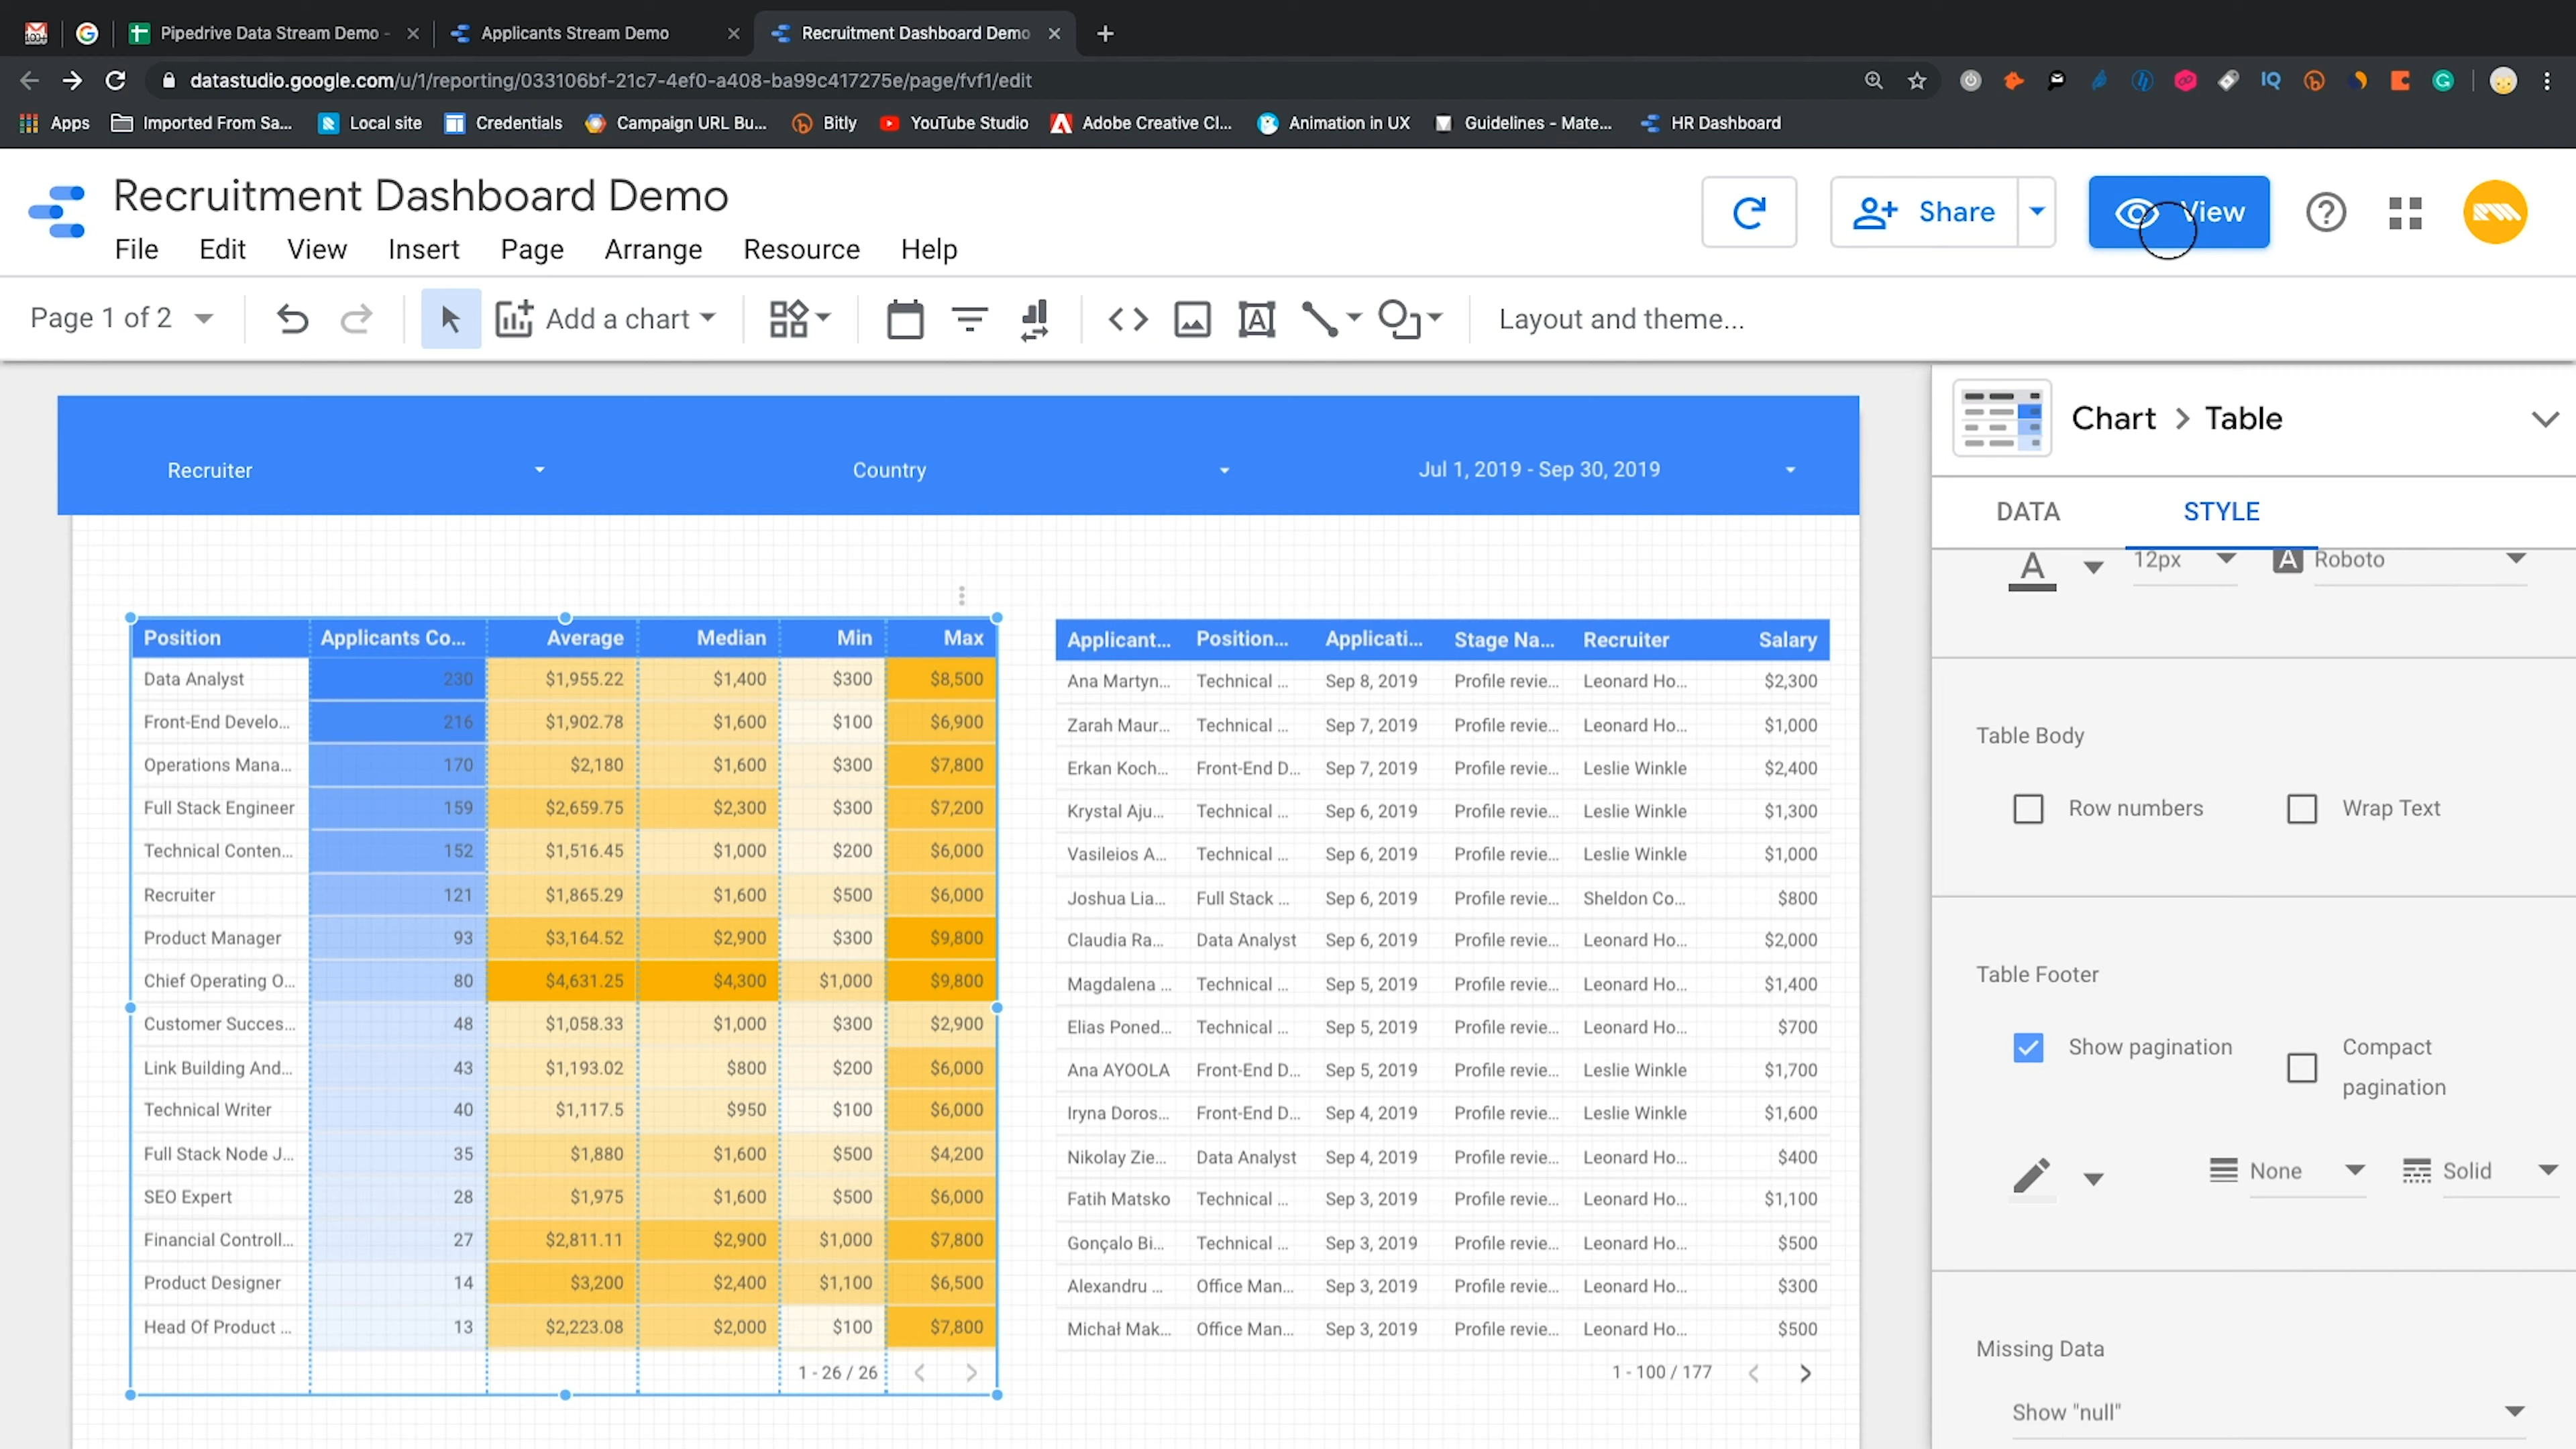 Pipedrive Data Stream Demo -
Applicants Stream Demo
Recruitment Dashboard Demo
datastudio.google.com/u/1/reporting/033106bf-21c7-4ef0-a408-ba99c417275e/page/fvf1/edit
Apps
Imported From Sa...
Local site
Credentials
Campaign URL Bu...
Bitly
YouTube Studio
Adobe Creative Cl...
Animation in UX
Guidelines - Mate...
HR Dashboard
Recruitment Dashboard Demo
File Edit View Insert Page Arrange Resource Help
Share
View
Page 1 of 2
Add a chart
Layout and theme...
Recruiter
Country
Jul 1, 2019 - Sep 30, 2019
Position Applicants Co... Average Median Min Max
Data Analyst 230 $1,955.22 $1,400 $300 $8,500
Front-End Develo... 216 $1,902.78 $1,600 $100 $6,900
Operations Mana... 170 $2,180 $1,600 $300 $7,800
Full Stack Engineer 159 $2,659.75 $2,300 $300 $7,200
Technical Conten... 152 $1,516.45 $1,000 $200 $6,000
Recruiter 121 $1,865.29 $1,600 $500 $6,000
Product Manager 93 $3,164.52 $2,900 $300 $9,800
Chief Operating O... 80 $4,631.25 $4,300 $1,000 $9,800
Customer Succes... 48 $1,058.33 $1,000 $300 $2,900
Link Building And... 43 $1,193.02 $800 $200 $6,000
Technical Writer 40 $1,117.5 $950 $100 $6,000
Full Stack Node J... 35 $1,880 $1,600 $500 $4,200
SEO Expert 28 $1,975 $1,600 $500 $6,000
Financial Controll... 27 $2,811.11 $2,900 $1,000 $7,800
Product Designer 14 $3,200 $2,400 $1,100 $6,500
Head Of Product ... 13 $2,223.08 $2,000 $100 $7,800
1 - 26 / 26
Applicant... Position... Applicati... Stage Na... Recruiter Salary
Ana Martyn... Technical ... Sep 8, 2019 Profile revie... Leonard Ho... $2,300
Zarah Maur... Technical ... Sep 7, 2019 Profile revie... Leonard Ho... $1,000
Erkan Koch... Front-End D... Sep 7, 2019 Profile revie... Leslie Winkle $2,400
Krystal Aju... Technical ... Sep 6, 2019 Profile revie... Leslie Winkle $1,300
Vasileios A... Technical ... Sep 6, 2019 Profile revie... Leslie Winkle $1,000
Joshua Lia... Full Stack ... Sep 6, 2019 Profile revie... Sheldon Co... $800
Claudia Ra... Data Analyst Sep 6, 2019 Profile revie... Leonard Ho... $2,000
Magdalena ... Technical ... Sep 5, 2019 Profile revie... Leonard Ho... $1,400
Elias Poned... Technical ... Sep 5, 2019 Profile revie... Leonard Ho... $700
Ana AYOOLA Front-End D... Sep 5, 2019 Profile revie... Leslie Winkle $1,700
Iryna Doros... Front-End D... Sep 4, 2019 Profile revie... Leslie Winkle $1,600
Nikolay Zie... Data Analyst Sep 4, 2019 Profile revie... Leonard Ho... $400
Fatih Matsko Technical ... Sep 3, 2019 Profile revie... Leonard Ho... $1,100
Gonçalo Bi... Technical ... Sep 3, 2019 Profile revie... Leonard Ho... $500
Alexandru ... Office Man... Sep 3, 2019 Profile revie... Leonard Ho... $300
Michał Mak... Office Man... Sep 3, 2019 Profile revie... Leonard Ho... $500
1 - 100 / 177
Chart > Table
DATA STYLE
12px
Roboto
Table Body
Row numbers
Wrap Text
Table Footer
Show pagination
Compact
pagination
None
Solid
Missing Data
Show "null"